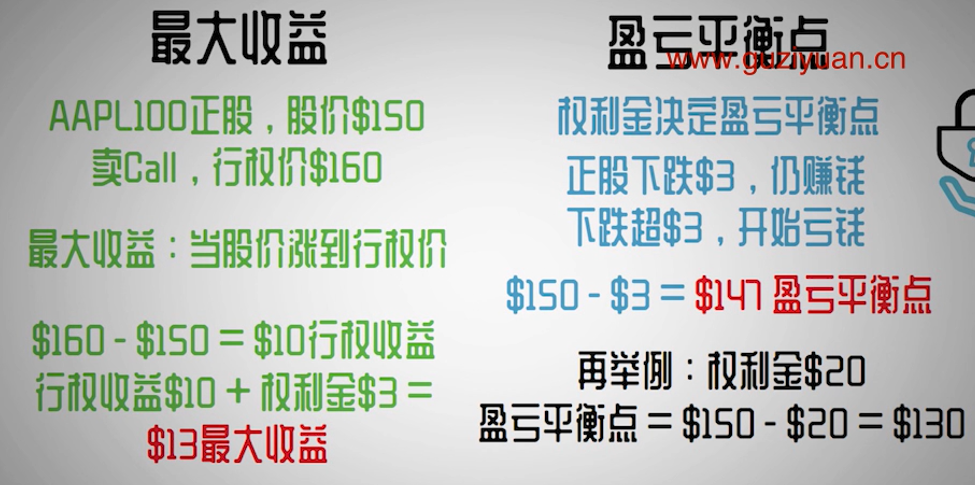 最大收益
AAPL100正股，股价$150
卖Call，行权价$160
最大收益：当股价涨到行权价
$160 - $150 = $10行权收益
行权收益$10 + 权利金$3 =
$13最大收益
盈亏平衡点
www.guziyuan.cn
权利金决定盈亏平衡点
正股下跌$3，仍赚钱
下跌超$3，开始亏钱
$150 - $3 = $147 盈亏平衡点
再举例：权利金$20
盈亏平衡点 = $150 - $20 = $130